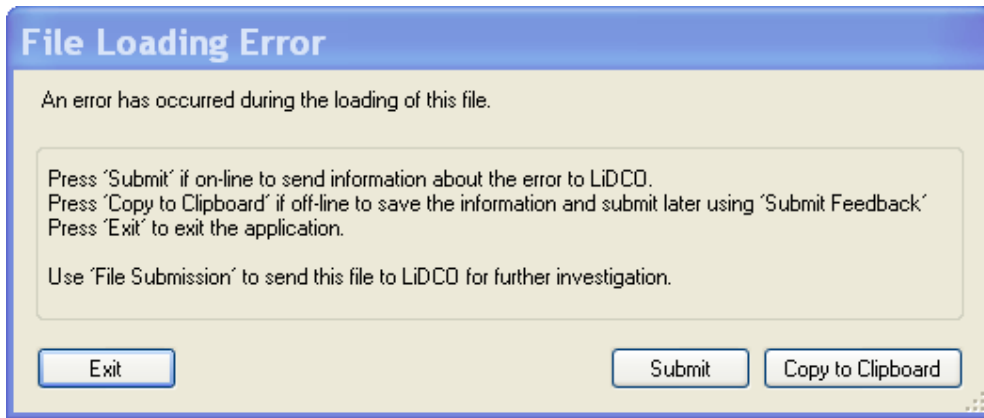 File Loading Error
An error has occurred during the loading of this file.
Press ´Submit´ if on-line to send information about the error to LiDCO.
Press ´Copy to Clipboard´ if off-line to save the information and submit later using ´Submit Feedback´
Press ´Exit´ to exit the application.
Use ´File Submission´ to send this file to LiDCO for further investigation.
Exit
Submit
Copy to Clipboard